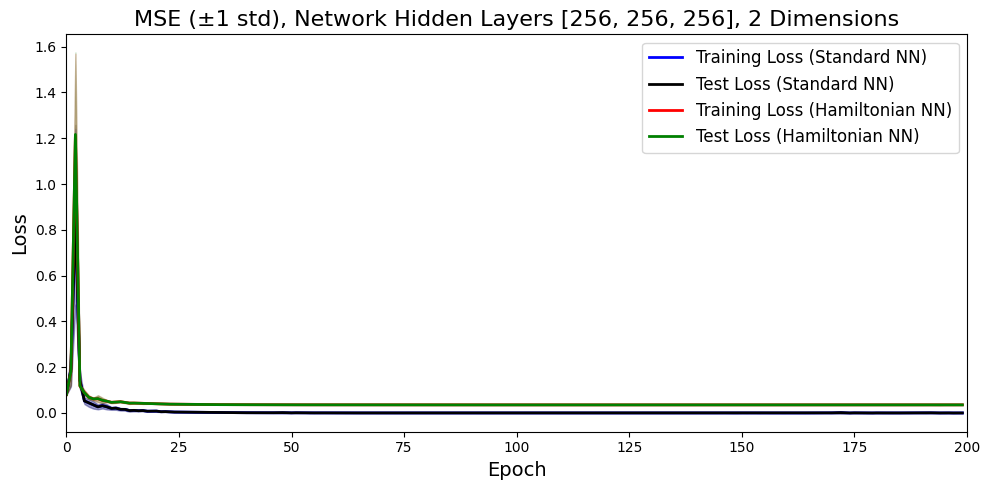 MSE (±1 std), Network Hidden Layers [256, 256, 256], 2 Dimensions
Loss
1.6
1.4
1.2
1.0
0.8
0.6
0.4
0.2
0.0
Training Loss (Standard NN)
Test Loss (Standard NN)
Training Loss (Hamiltonian NN)
Test Loss (Hamiltonian NN)
0 25 50 75 100 125 150 175 200
Epoch